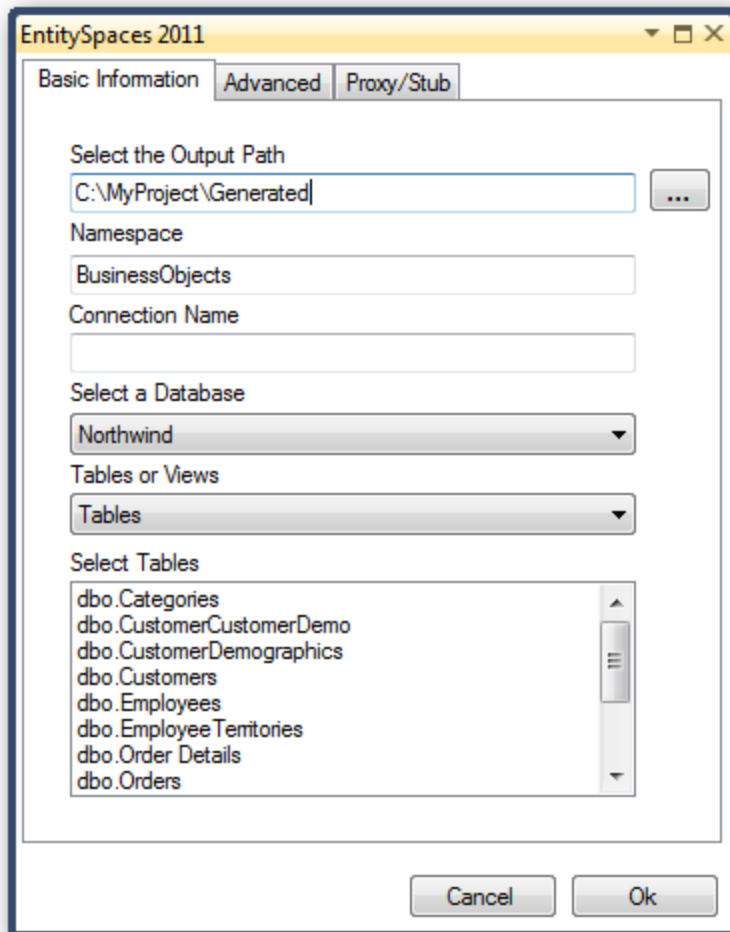 EntitySpaces 2011
Basic Information Advanced Proxy/Stub
Select the Output Path
C:\MyProject\Generated
...
Namespace
BusinessObjects
Connection Name
Select a Database
Northwind
Tables or Views
Tables
Select Tables
dbo.Categories
dbo.CustomerCustomerDemo
dbo.CustomerDemographics
dbo.Customers
dbo.Employees
dbo.EmployeeTerritories
dbo.Order Details
dbo.Orders
Cancel Ok